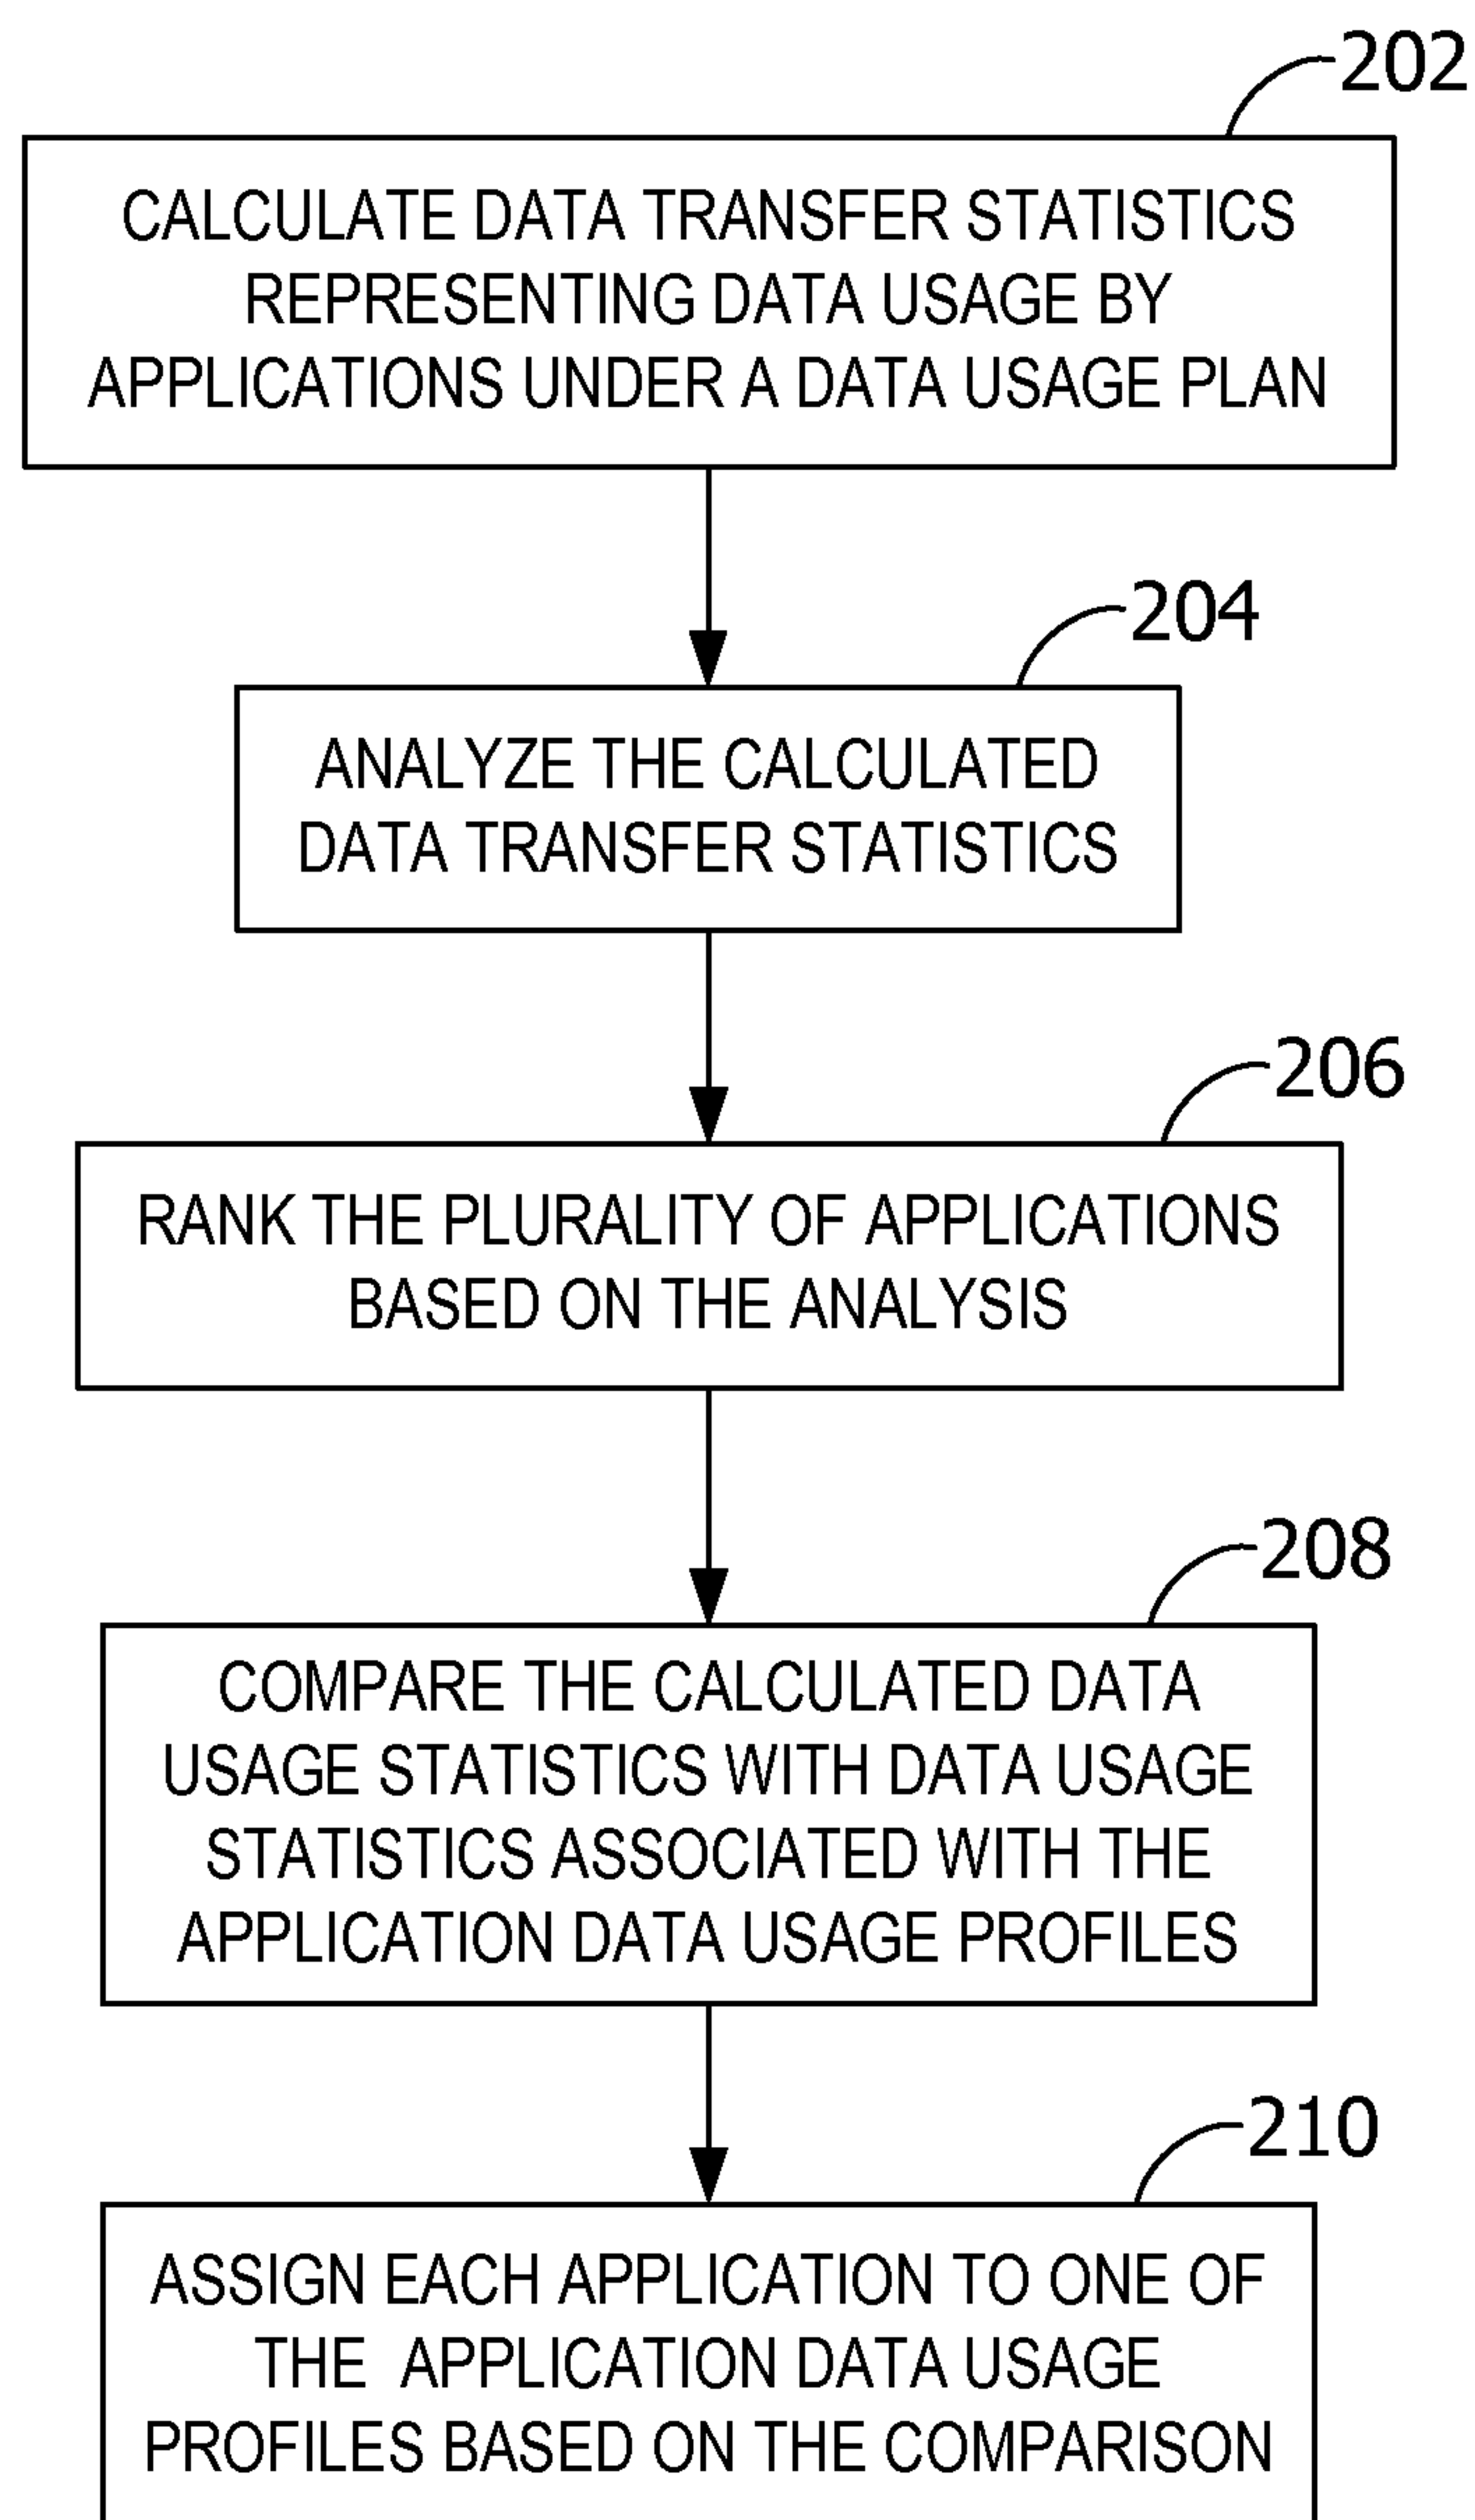 202
CALCULATE DATA TRANSFER STATISTICS
REPRESENTING DATA USAGE BY
APPLICATIONS UNDER A DATA USAGE PLAN
204
ANALYZE THE CALCULATED
DATA TRANSFER STATISTICS
206
RANK THE PLURALITY OF APPLICATIONS
BASED ON THE ANALYSIS
208
COMPARE THE CALCULATED DATA
USAGE STATISTICS WITH DATA USAGE
STATISTICS ASSOCIATED WITH THE
APPLICATION DATA USAGE PROFILES
210
ASSIGN EACH APPLICATION TO ONE OF
THE APPLICATION DATA USAGE
PROFILES BASED ON THE COMPARISON